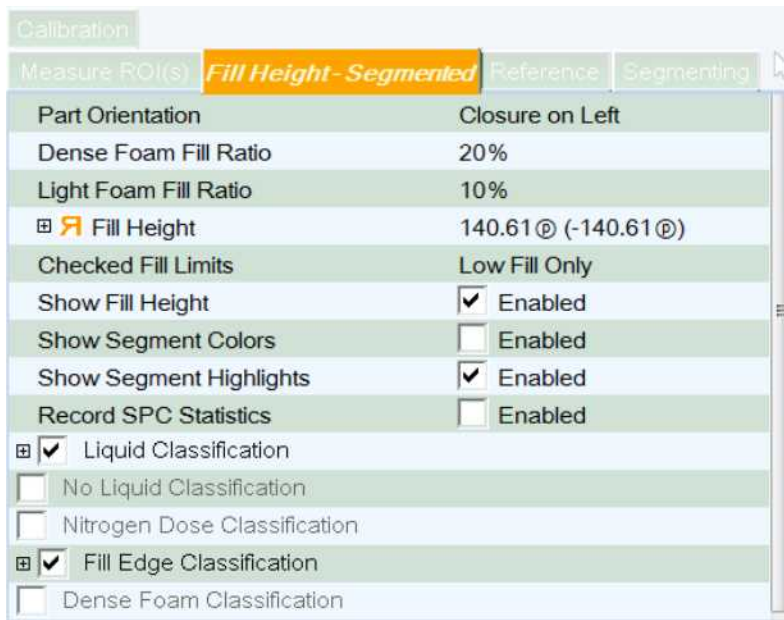 Calibration
Measure ROI(s) Fill Height-Segmented Reference Segmenting
Part Orientation Closure on Left
Dense Foam Fill Ratio 20%
Light Foam Fill Ratio 10%
Я Fill Height 140.61ⓟ (-140.61ⓟ)
Checked Fill Limits Low Fill Only
Show Fill Height Enabled
Show Segment Colors Enabled
Show Segment Highlights Enabled
Record SPC Statistics Enabled
Liquid Classification
No Liquid Classification
Nitrogen Dose Classification
Fill Edge Classification
Dense Foam Classification